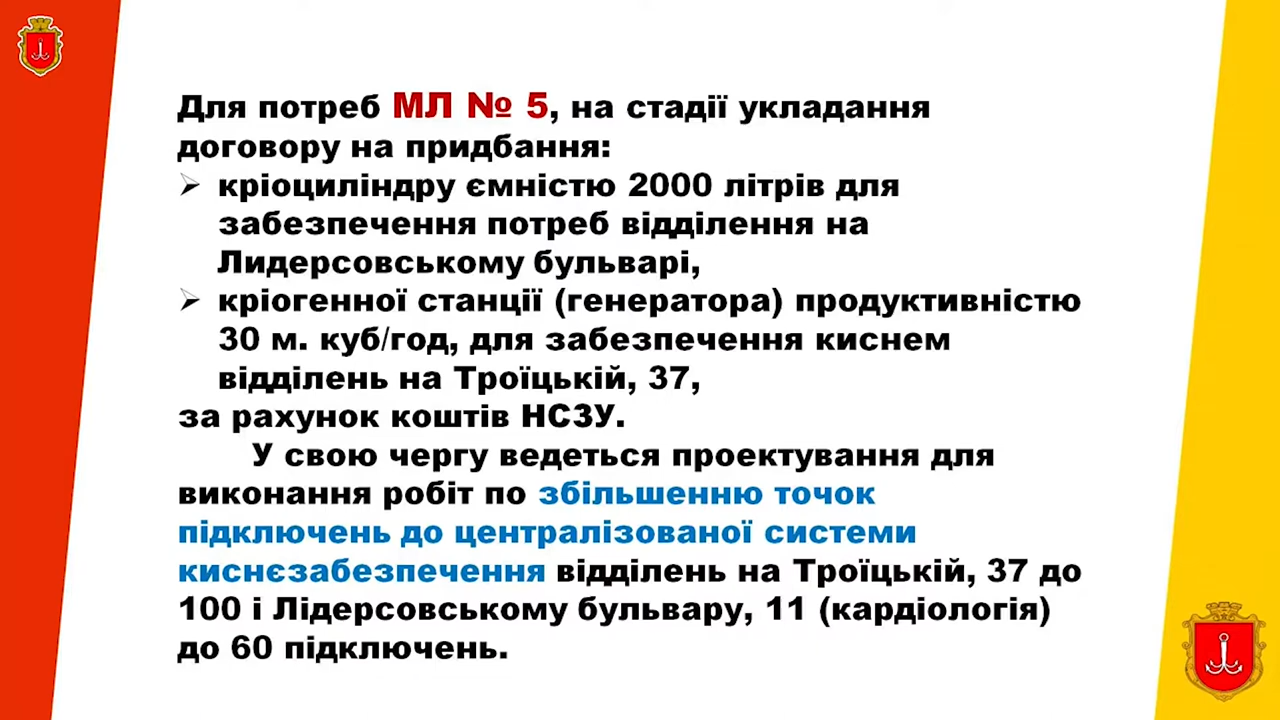 Для потреб МЛ № 5, на стадії укладання
договору на придбання:
➢ кріоциліндру ємністю 2000 літрів для
забезпечення потреб відділення на
Лидерсовському бульварі,
➢ кріогенної станції (генератора) продуктивністю
30 м. куб/год, для забезпечення киснем
відділень на Троїцькій, 37,
за рахунок коштів НСЗУ.
У свою чергу ведеться проектування для
виконання робіт по збільшенню точок
підключень до централізованої системи
киснєзабезпечення відділень на Троїцькій, 37 до
100 і Лідерсовському бульвару, 11 (кардіологія)
до 60 підключень.